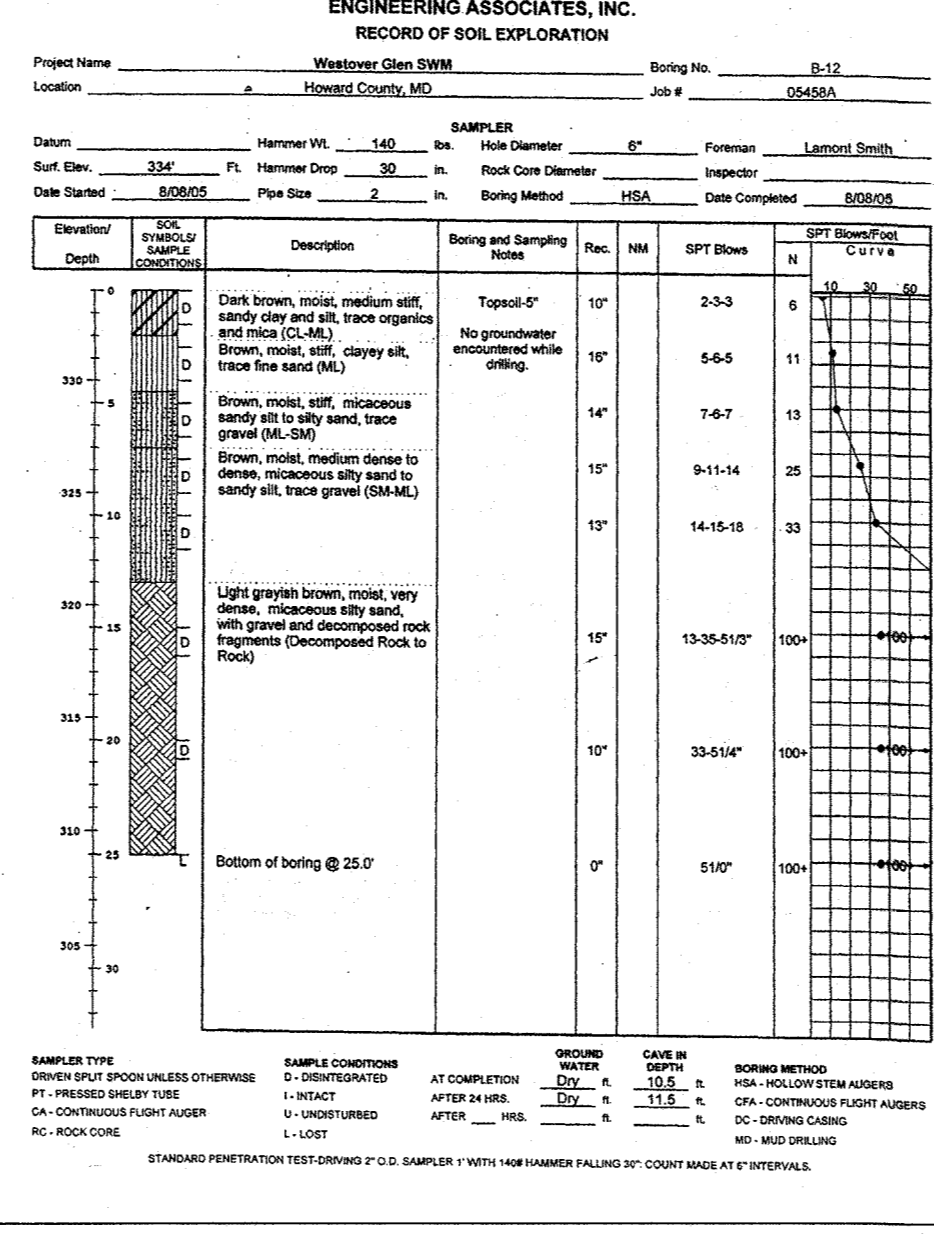 ENGINEERING ASSOCIATES, INC.
RECORD OF SOIL EXPLORATION
Project Name Westover Glen SWM Boring No. B-12
Location Howard County, MD Job # 05458A
SAMPLER
Datum Hammer Wt. 140 lbs. Hole Diameter 6" Foreman Lamont Smith
Surf. Elev. 334' Ft. Hammer Drop 30 in. Rock Core Diameter Inspector
Date Started 8/08/05 Pipe Size 2 in. Boring Method HSA Date Completed 8/08/05
Elevation/ Depth
SOIL SYMBOLS/ SAMPLE CONDITIONS
Description
Boring and Sampling Notes
Rec.
NM
SPT Blows
N
SPT Blows/Foot
Curve
10 30 50
0
D
Dark brown, moist, medium stiff,
sandy clay and silt, trace organics
and mica (CL-ML)
Topsoil-5"
No groundwater
encountered while
drilling.
10" 2-3-3 6
D
Brown, moist, stiff, clayey silt,
trace fine sand (ML)
16" 5-6-5 11
330
5
D
Brown, moist, stiff, micaceous
sandy silt to silty sand, trace
gravel (ML-SM)
14" 7-6-7 13
D
Brown, moist, medium dense to
dense, micaceous silty sand to
sandy silt, trace gravel (SM-ML)
15" 9-11-14 25
325
10
D
13" 14-15-18 33
320
15
D
Light grayish brown, moist, very
dense, micaceous silty sand,
with gravel and decomposed rock
fragments (Decomposed Rock to
Rock)
15" 13-35-51/3" 100+ 100
315
20
D
10" 33-51/4" 100+ 100
310
25
L
Bottom of boring @ 25.0'
0" 51/0" 100+ 100
305
30
SAMPLER TYPE
DRIVEN SPLIT SPOON UNLESS OTHERWISE
PT - PRESSED SHELBY TUBE
CA - CONTINUOUS FLIGHT AUGER
RC - ROCK CORE
SAMPLE CONDITIONS
D - DISINTEGRATED
I - INTACT
U - UNDISTURBED
L - LOST
GROUND WATER
CAVE IN DEPTH
AT COMPLETION Dry ft. 10.5 ft.
AFTER 24 HRS. Dry ft. 11.5 ft.
AFTER HRS. ft. ft.
BORING METHOD
HSA - HOLLOW STEM AUGERS
CFA - CONTINUOUS FLIGHT AUGERS
DC - DRIVING CASING
MD - MUD DRILLING
STANDARD PENETRATION TEST-DRIVING 2" O.D. SAMPLER 1' WITH 140# HAMMER FALLING 30": COUNT MADE AT 6" INTERVALS.